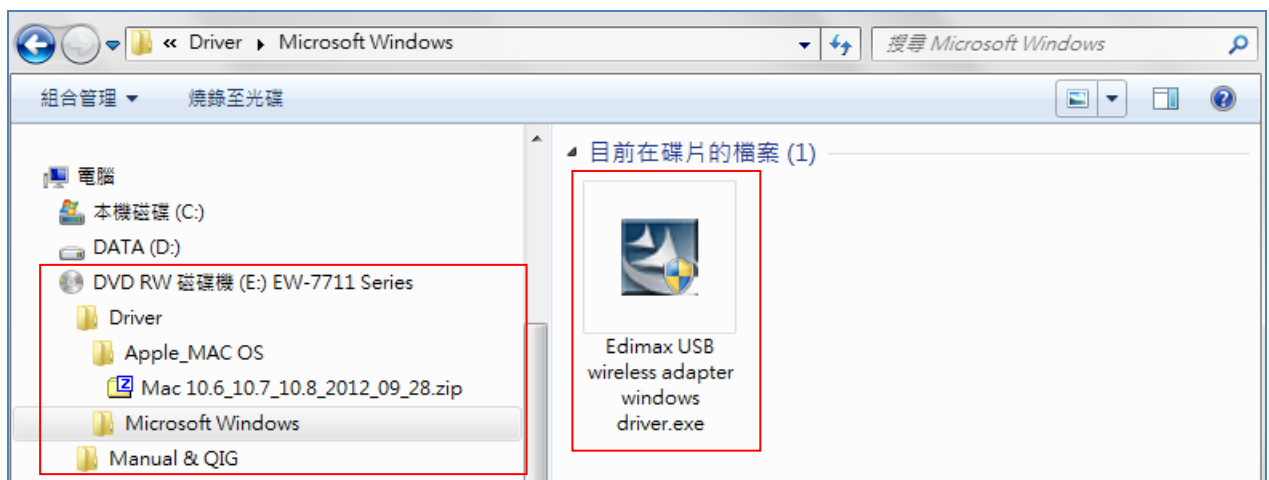 « Driver ▸ Microsoft Windows
搜尋 Microsoft Windows
組合管理
燒錄至光碟
電腦
本機磁碟 (C:)
DATA (D:)
DVD RW 磁碟機 (E:) EW-7711 Series
Driver
Apple_MAC OS
Mac 10.6_10.7_10.8_2012_09_28.zip
Microsoft Windows
Manual & QIG
目前在碟片的檔案 (1)
Edimax USB
wireless adapter
windows
driver.exe